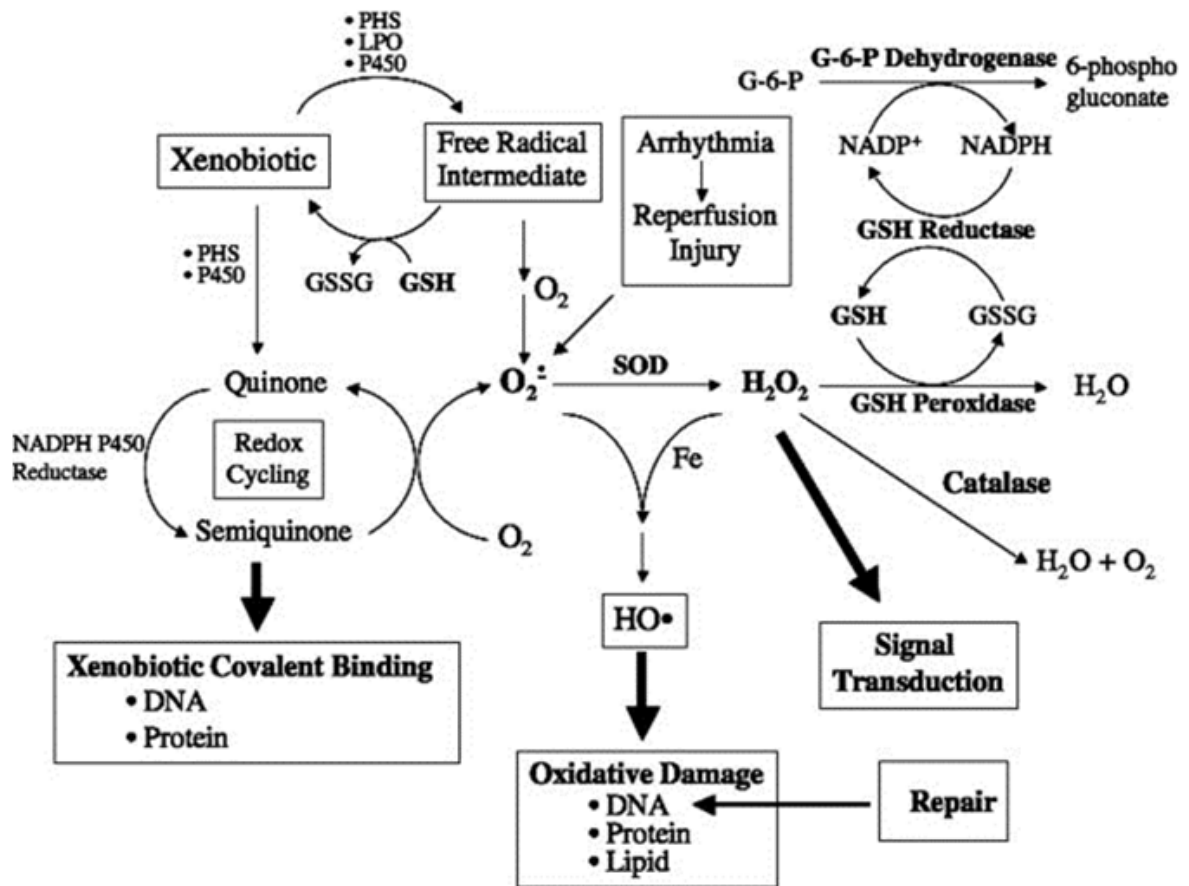 • PHS
• LPO
• P450
G-6-P Dehydrogenase
G-6-P
6-phospho
gluconate
Xenobiotic
Free Radical
Intermediate
Arrhythmia
Reperfusion
Injury
NADP⁺
NADPH
GSH Reductase
• PHS
• P450
GSSG
GSH
O₂
GSH
GSSG
Quinone
O₂•̄
SOD
H₂O₂
GSH Peroxidase
H₂O
NADPH P450
Reductase
Redox
Cycling
Fe
Catalase
Semiquinone
O₂
H₂O + O₂
HO•
Signal
Transduction
Xenobiotic Covalent Binding
• DNA
• Protein
Oxidative Damage
• DNA
• Protein
• Lipid
Repair